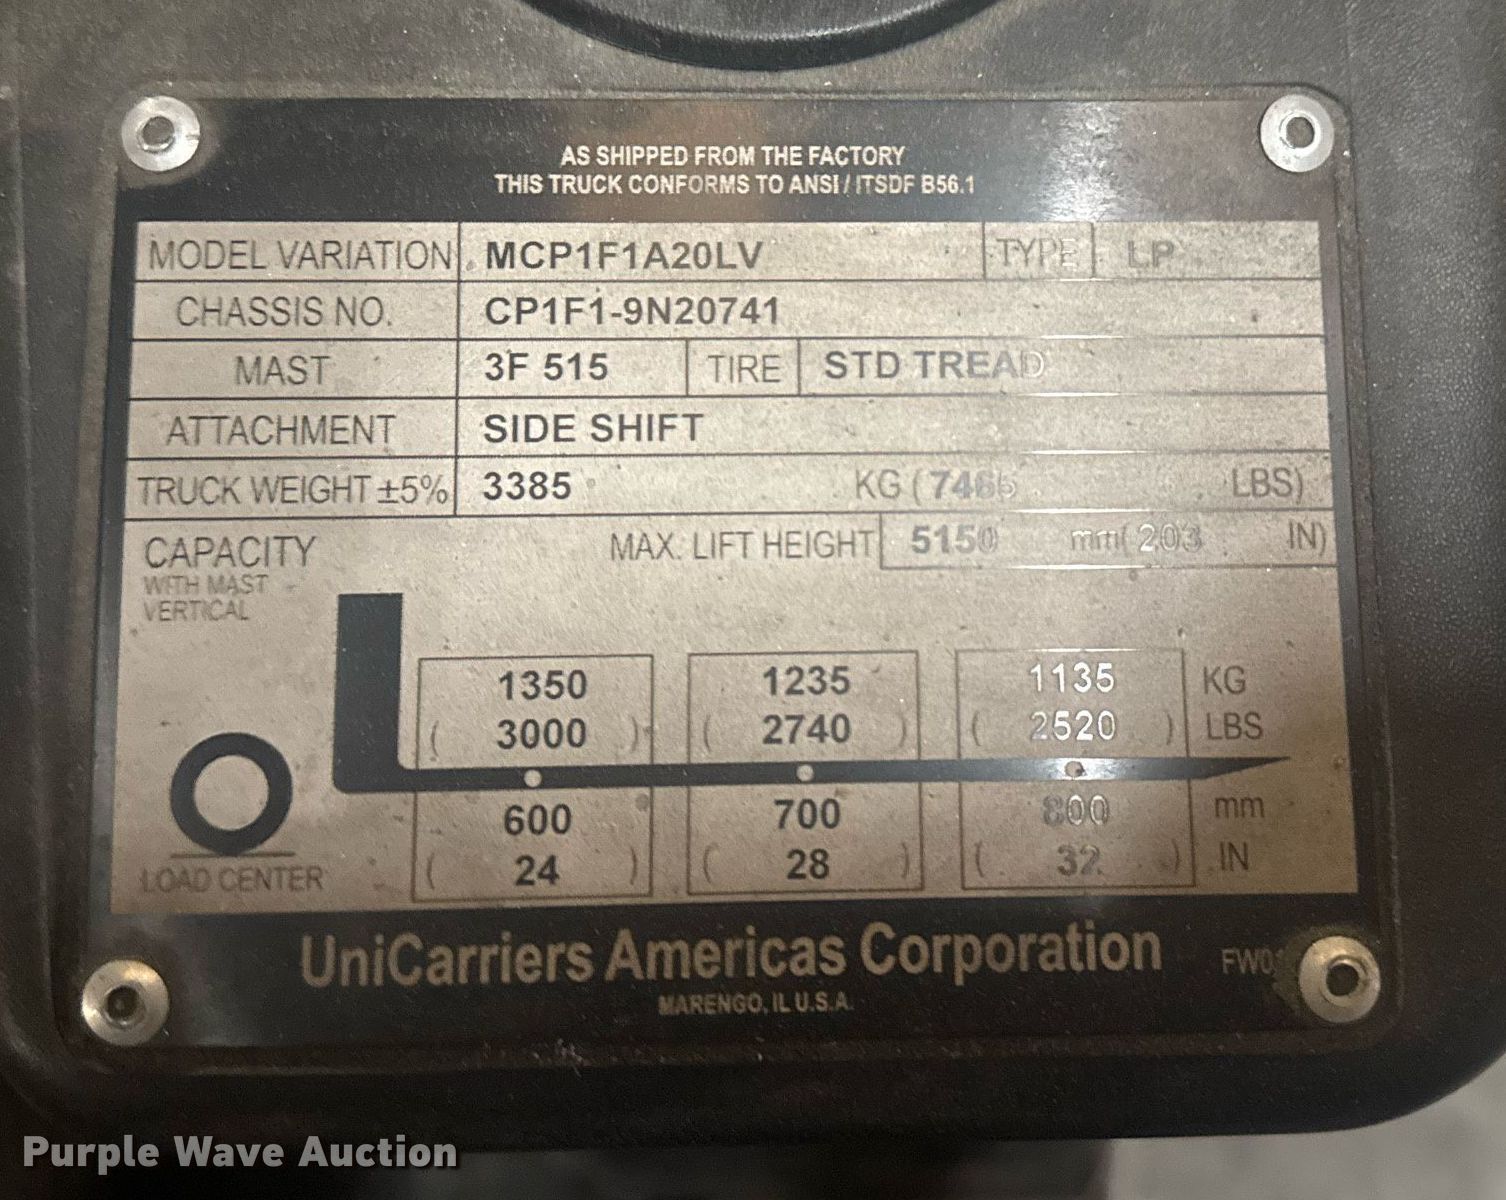 AS SHIPPED FROM THE FACTORY
THIS TRUCK CONFORMS TO ANSI / ITSDF B56.1
MODEL VARIATION MCP1F1A20LV TYPE LP
CHASSIS NO. CP1F1-9N20741
MAST 3F 515 TIRE STD TREAD
ATTACHMENT SIDE SHIFT
TRUCK WEIGHT ±5% 3385 KG ( 7465 LBS)
CAPACITY MAX. LIFT HEIGHT 5150 mm( 203 IN)
WITH MAST
VERTICAL
1350 1235 1135 KG
( 3000 ) ( 2740 ) ( 2520 ) LBS
600 700 800 mm
( 24 ) ( 28 ) ( 32 ) IN
LOAD CENTER
UniCarriers Americas Corporation
MARENGO, IL U.S.A.
Purple Wave Auction